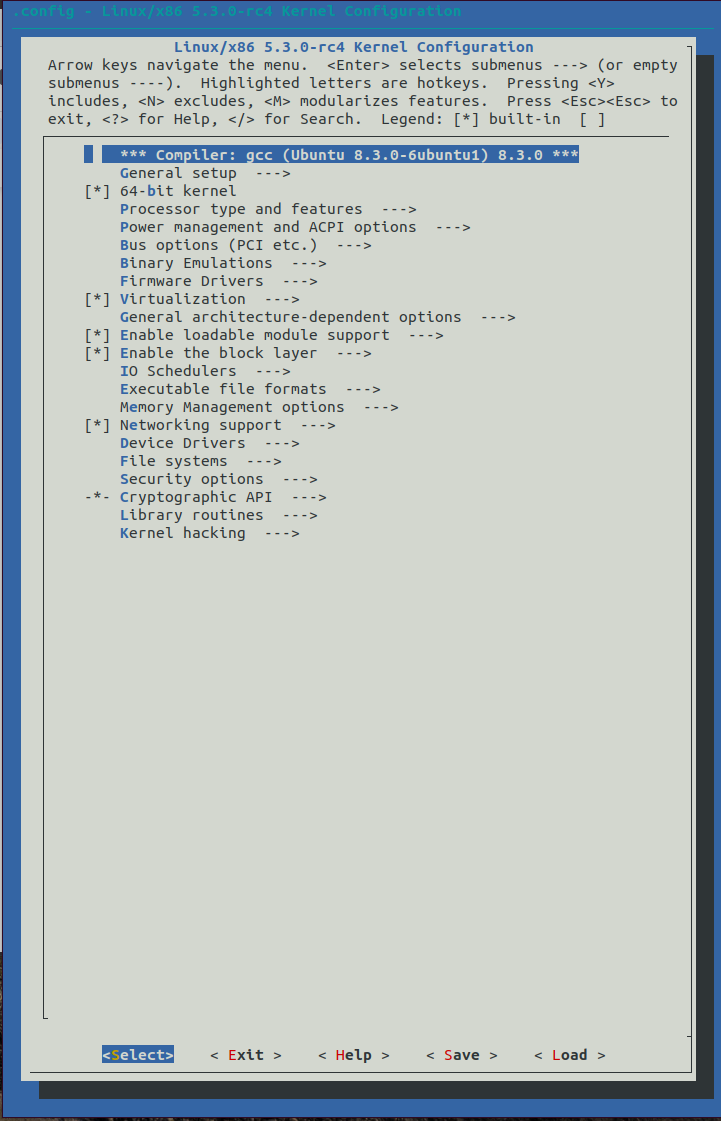 .config - Linux/x86 5.3.0-rc4 Kernel Configuration
Linux/x86 5.3.0-rc4 Kernel Configuration
Arrow keys navigate the menu.  <Enter> selects submenus ---> (or empty
submenus ----).  Highlighted letters are hotkeys.  Pressing <Y>
includes, <N> excludes, <M> modularizes features.  Press <Esc><Esc> to
exit, <?> for Help, </> for Search.  Legend: [*] built-in  [ ]
*** Compiler: gcc (Ubuntu 8.3.0-6ubuntu1) 8.3.0 ***
General setup  --->
[*] 64-bit kernel
Processor type and features  --->
Power management and ACPI options  --->
Bus options (PCI etc.)  --->
Binary Emulations  --->
Firmware Drivers  --->
[*] Virtualization  --->
General architecture-dependent options  --->
[*] Enable loadable module support  --->
[*] Enable the block layer  --->
IO Schedulers  --->
Executable file formats  --->
Memory Management options  --->
[*] Networking support  --->
Device Drivers  --->
File systems  --->
Security options  --->
-*- Cryptographic API  --->
Library routines  --->
Kernel hacking  --->
<Select>    < Exit >    < Help >    < Save >    < Load >